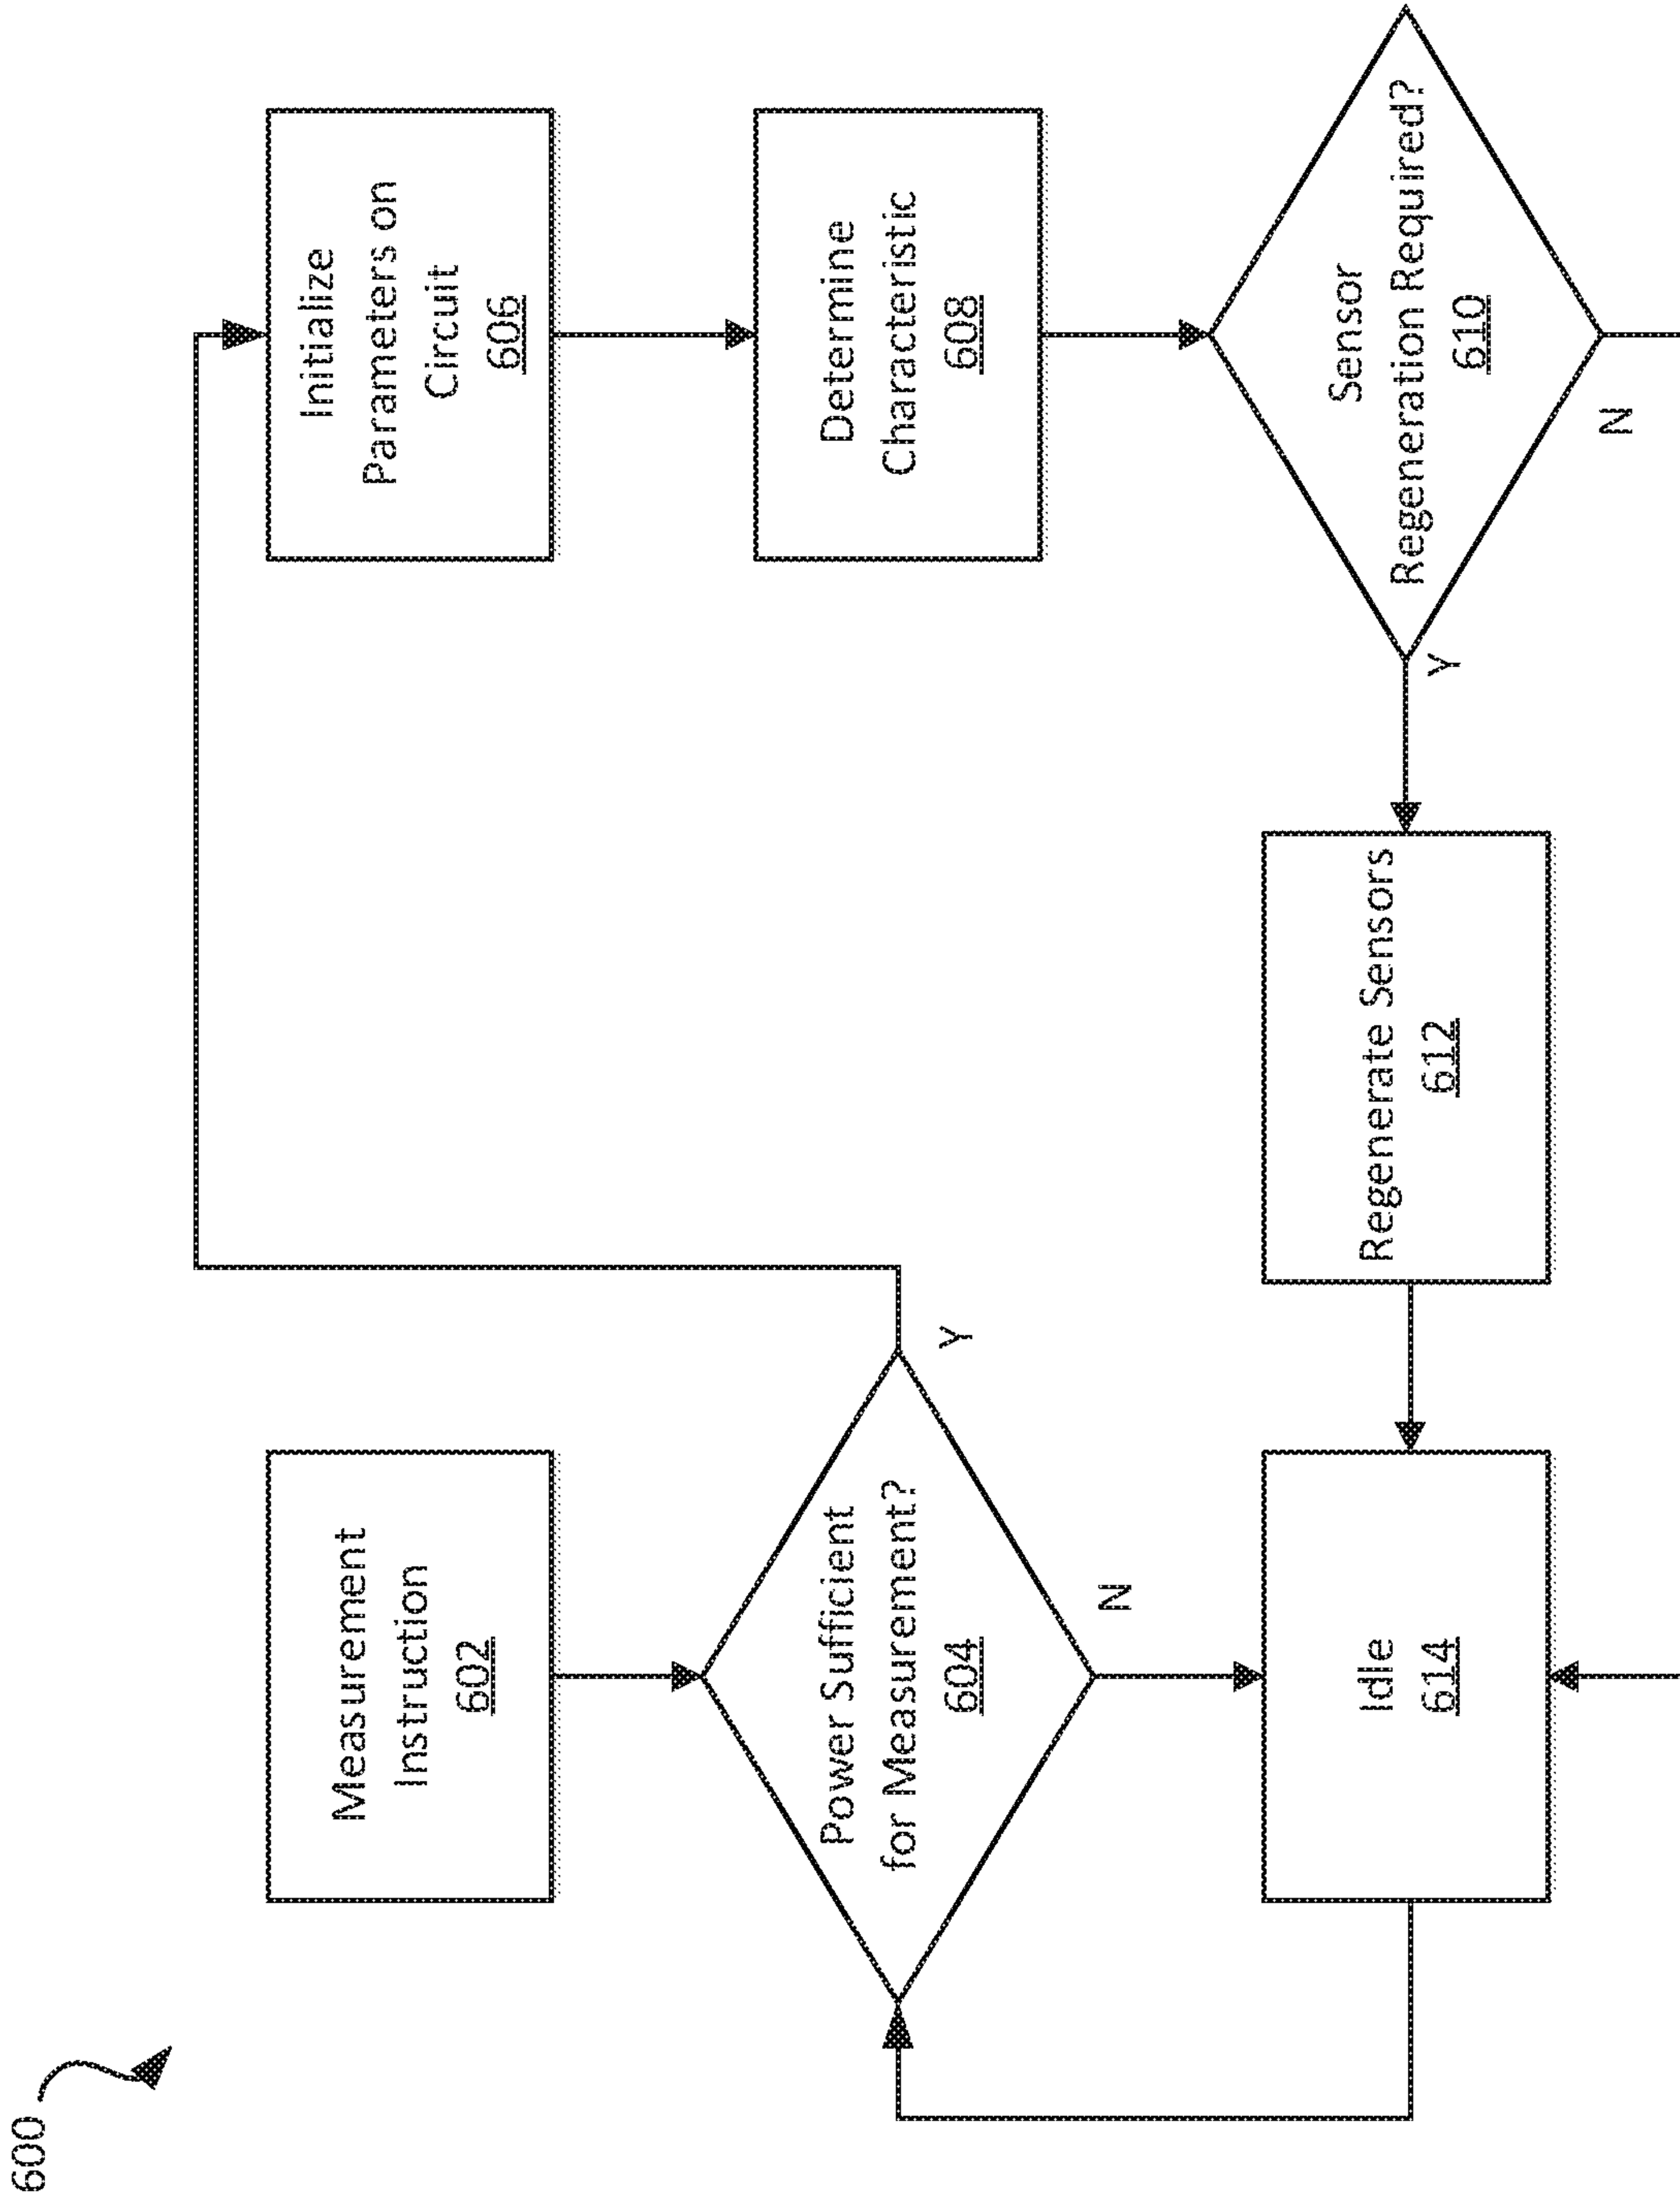 600
Measurement
Instruction
602
Power Sufficient
for Measurement?
604
Y
N
Initialize
Parameters on
Circuit
606
Determine
Characteristic
608
Sensor
Regeneration Required?
610
Y
N
Regenerate Sensors
612
Idle
614